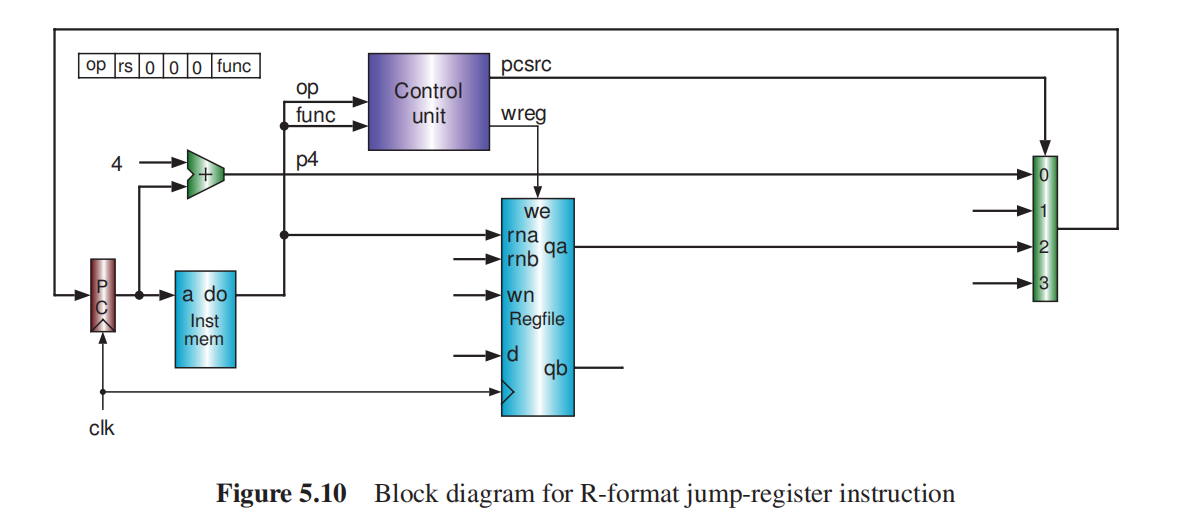 op rs 0 0 0 func
op
func
Control
unit
pcsrc
wreg
4
+
p4
0
1
2
3
we
rna
qa
rnb
wn
Regfile
d
qb
P
C
a do
Inst
mem
clk
Figure 5.10 Block diagram for R-format jump-register instruction